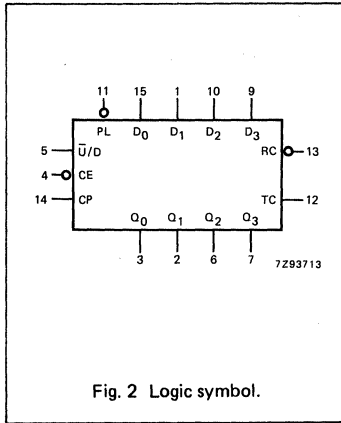 11 15 1 10 9
PL D0 D1 D2 D3
5 U̅/D RC 13
4 CE
14 CP TC 12
Q0 Q1 Q2 Q3
3 2 6 7
7Z93713
Fig. 2 Logic symbol.